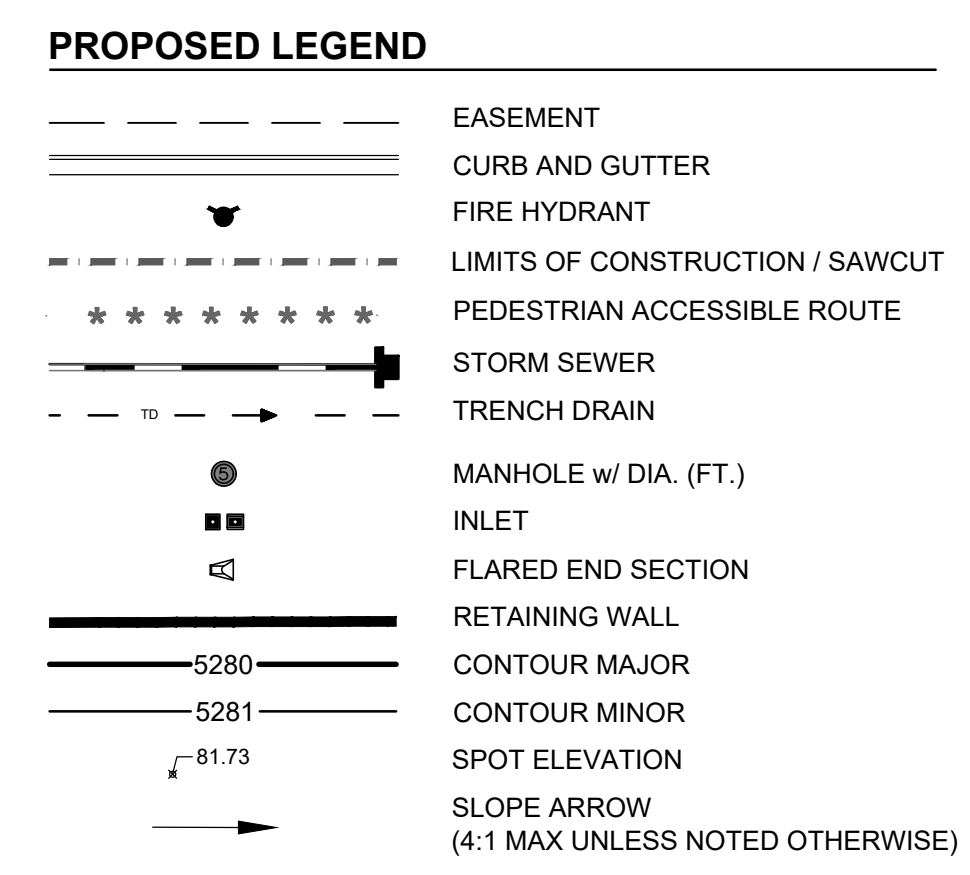 PROPOSED LEGEND
EASEMENT
CURB AND GUTTER
FIRE HYDRANT
LIMITS OF CONSTRUCTION / SAWCUT
PEDESTRIAN ACCESSIBLE ROUTE
STORM SEWER
TD TRENCH DRAIN
5 MANHOLE w/ DIA. (FT.)
INLET
FLARED END SECTION
RETAINING WALL
5280 CONTOUR MAJOR
5281 CONTOUR MINOR
81.73 SPOT ELEVATION
SLOPE ARROW
(4:1 MAX UNLESS NOTED OTHERWISE)